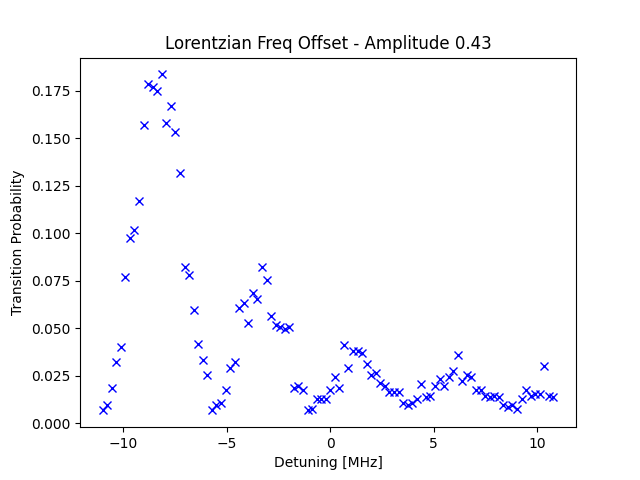 Lorentzian Freq Offset - Amplitude 0.43
0.175
0.150
0.125
0.100
0.075
0.050
0.025
0.000
Transition Probability
−10 −5 0 5 10
Detuning [MHz]